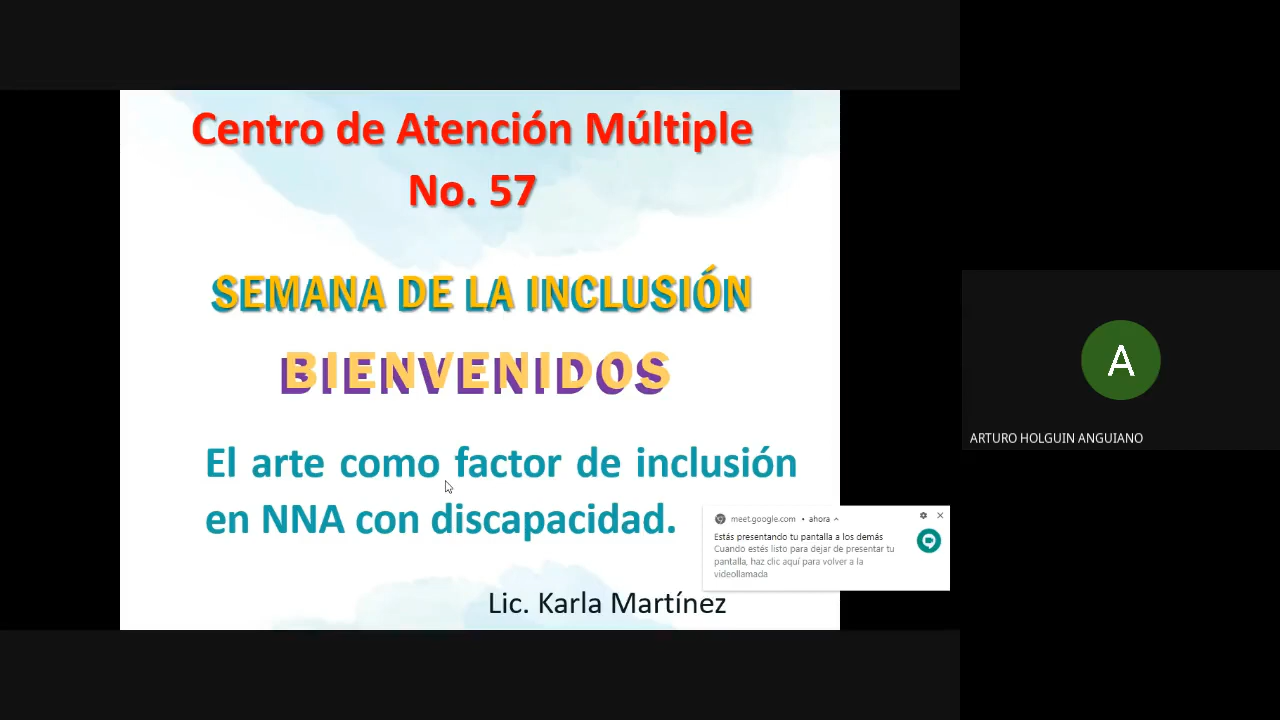 Centro de Atención Múltiple
No. 57
SEMANA DE LA INCLUSIÓN
BIENVENIDOS
El arte como factor de inclusión
en NNA con discapacidad.
Lic. Karla Martínez
meet.google.com • ahora
Estás presentando tu pantalla a los demás
Cuando estés listo para dejar de presentar tu
pantalla, haz clic aquí para volver a la
videollamada
A
ARTURO HOLGUIN ANGUIANO